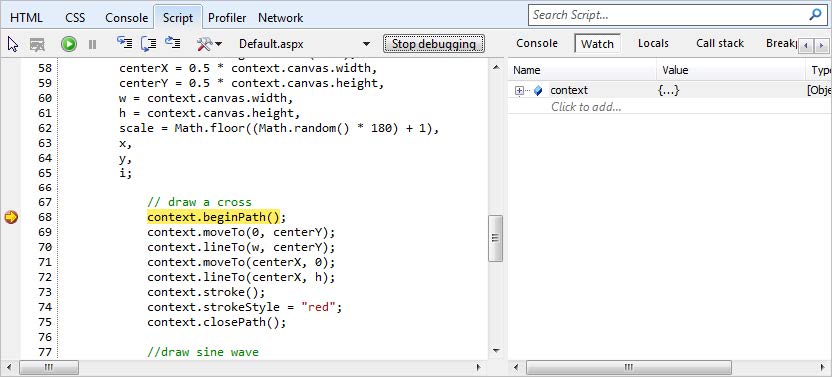 HTML CSS Console Script Profiler Network Search Script...
Default.aspx Stop debugging Console Watch Locals Call stack Break
Name Value Type
context {...} [Obje
Click to add...
58 centerX = 0.5 * context.canvas.width,
59 centerY = 0.5 * context.canvas.height,
60 w = context.canvas.width,
61 h = context.canvas.height,
62 scale = Math.floor((Math.random() * 180) + 1),
63 x,
64 y,
65 i;
66
67 // draw a cross
68 context.beginPath();
69 context.moveTo(0, centerY);
70 context.lineTo(w, centerY);
71 context.moveTo(centerX, 0);
72 context.lineTo(centerX, h);
73 context.stroke();
74 context.strokeStyle = "red";
75 context.closePath();
76
77 //draw sine wave